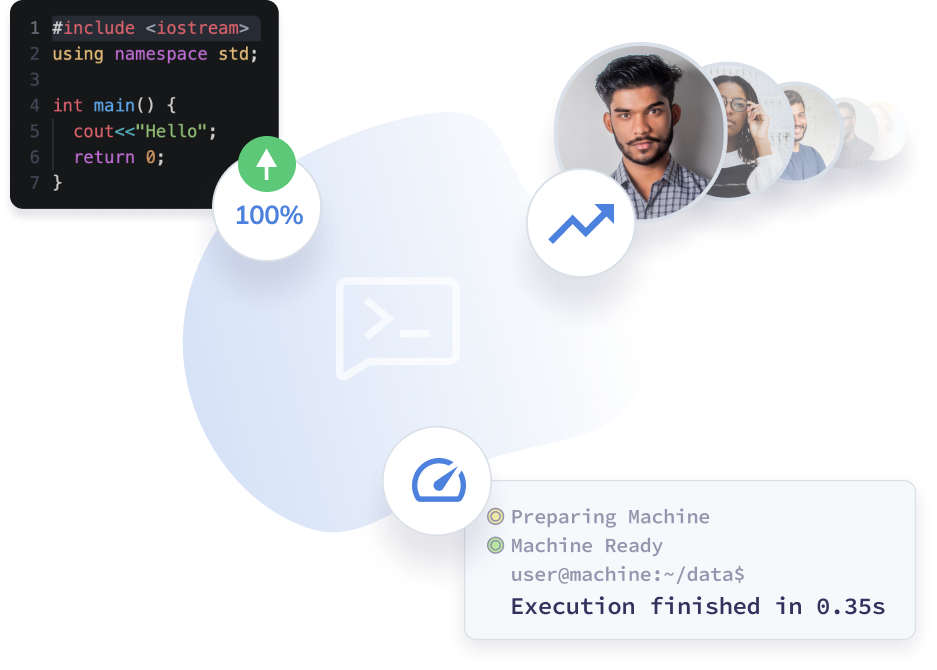 1 #include <iostream>
2 using namespace std;
3
4 int main() {
5   cout<<"Hello";
6   return 0;
7 }
100%
>_
Preparing Machine
Machine Ready
user@machine:~/data$
Execution finished in 0.35s